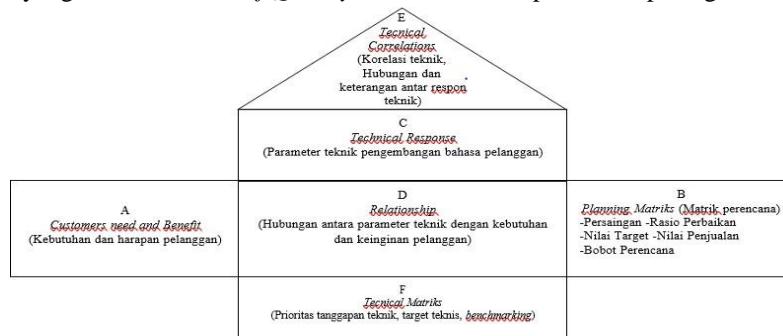 E
Tecnical
Correlations
(Korelasi teknik,
Hubungan dan
keterangan antar respon
teknik)
C
Technical Response
(Parameter teknik pengembangan bahasa pelanggan)
A
Customers need and Benefit
(Kebutuhan dan harapan pelanggan)
D
Relationship
(Hubungan antara parameter teknik dengan kebutuhan
dan keinginan pelanggan)
B
Planning Matriks (Matrik perencana)
-Persaingan -Rasio Perbaikan
-Nilai Target -Nilai Penjualan
-Bobot Perencana
F
Tecnical Matriks
(Prioritas tanggapan teknik, target teknis, benchmarking)